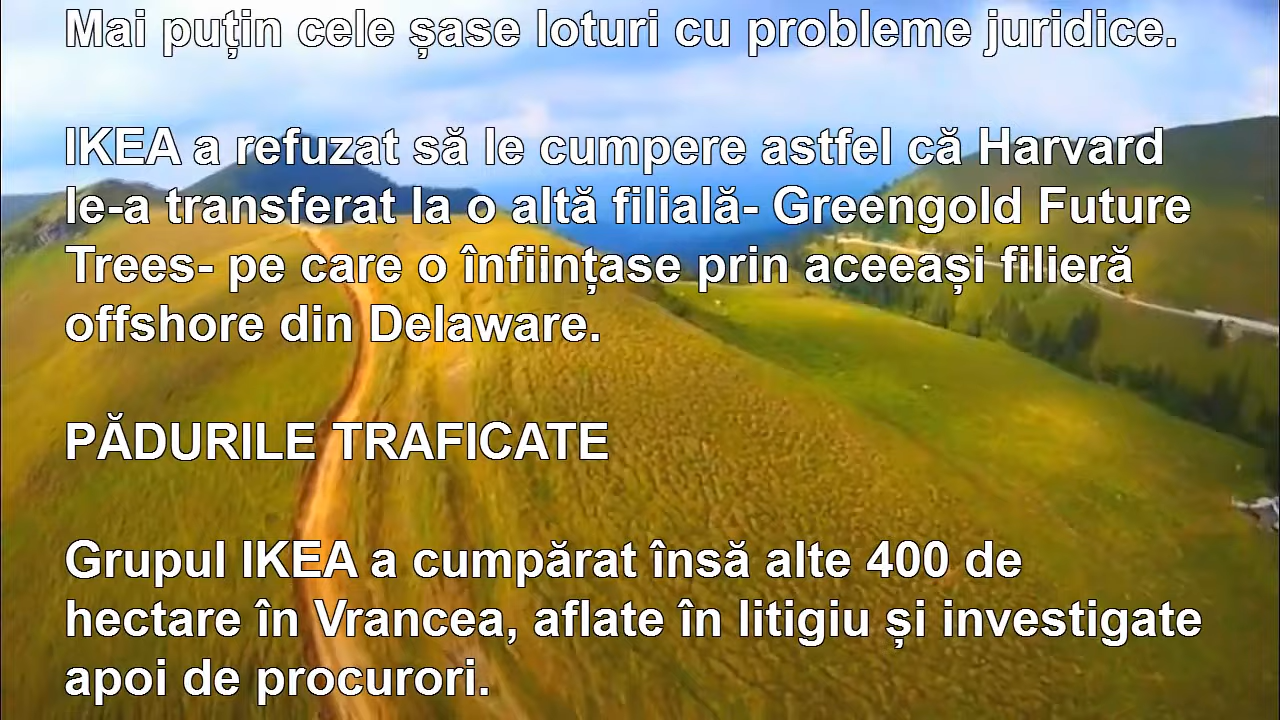 Mai puțin cele șase loturi cu probleme juridice.
IKEA a refuzat să le cumpere astfel că Harvard
le-a transferat la o altă filială- Greengold Future
Trees- pe care o înființase prin aceeași filieră
offshore din Delaware.
PĂDURILE TRAFICATE
Grupul IKEA a cumpărat însă alte 400 de
hectare în Vrancea, aflate în litigiu și investigate
apoi de procurori.